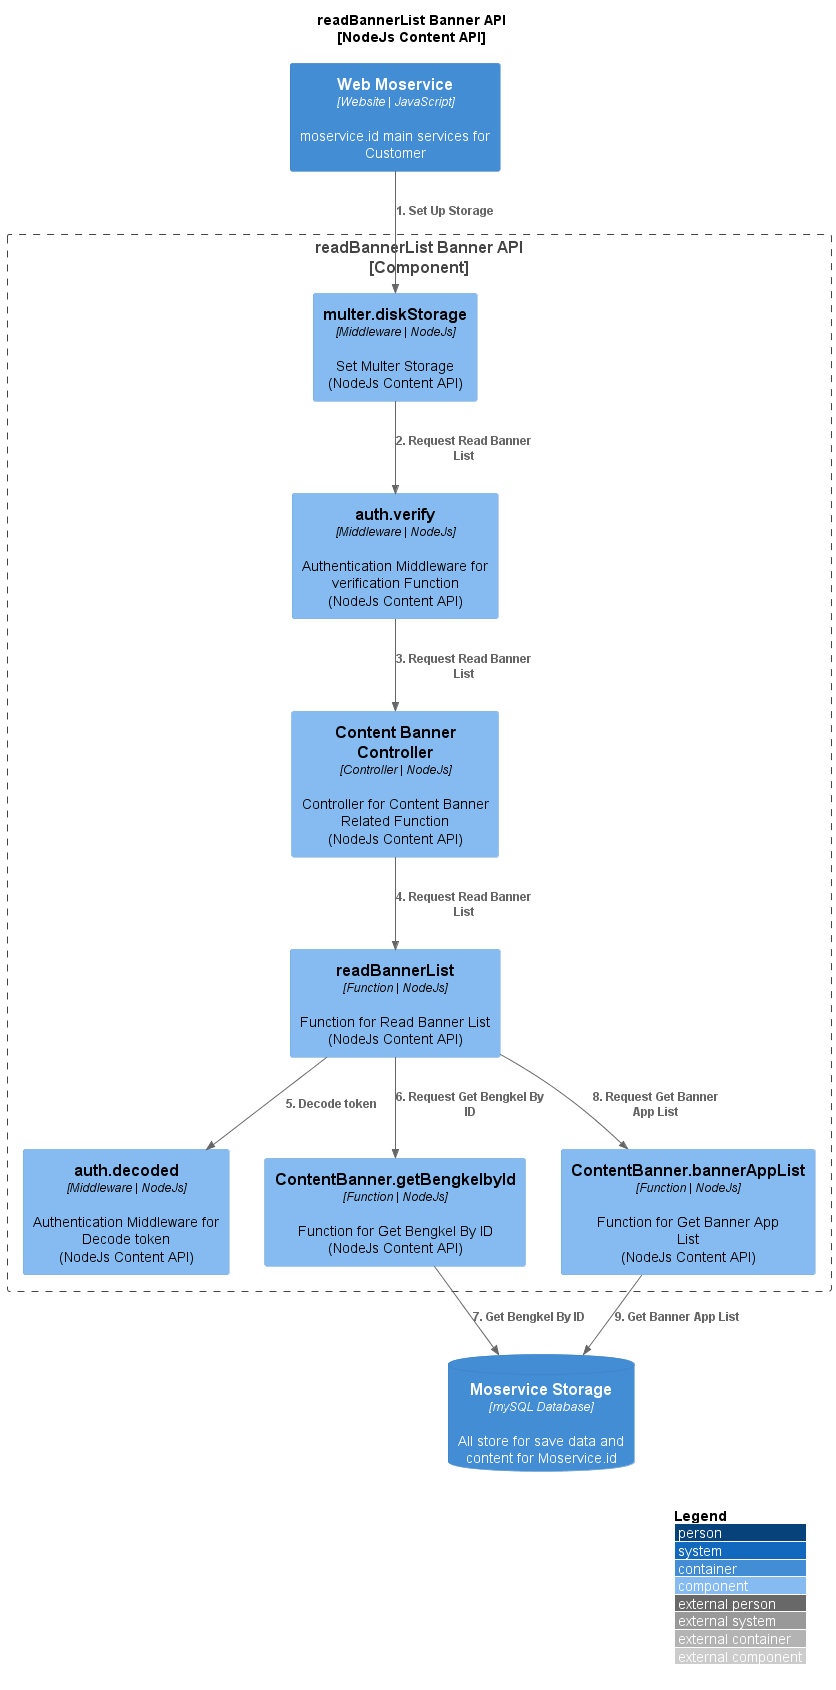 readBannerList Banner API
[NodeJs Content API]
Web Moservice
[Website | JavaScript]
moservice.id main services for
Customer
1. Set Up Storage
readBannerList Banner API
[Component]
multer.diskStorage
[Middleware | NodeJs]
Set Multer Storage
(NodeJs Content API)
2. Request Read Banner
List
auth.verify
[Middleware | NodeJs]
Authentication Middleware for
verification Function
(NodeJs Content API)
3. Request Read Banner
List
Content Banner
Controller
[Controller | NodeJs]
Controller for Content Banner
Related Function
(NodeJs Content API)
4. Request Read Banner
List
readBannerList
[Function | NodeJs]
Function for Read Banner List
(NodeJs Content API)
5. Decode token
6. Request Get Bengkel By
ID
8. Request Get Banner
App List
auth.decoded
[Middleware | NodeJs]
Authentication Middleware for
Decode token
(NodeJs Content API)
ContentBanner.getBengkelbyId
[Function | NodeJs]
Function for Get Bengkel By ID
(NodeJs Content API)
ContentBanner.bannerAppList
[Function | NodeJs]
Function for Get Banner App
List
(NodeJs Content API)
7. Get Bengkel By ID
9. Get Banner App List
Moservice Storage
[mySQL Database]
All store for save data and
content for Moservice.id
Legend
person
system
container
component
external person
external system
external container
external component